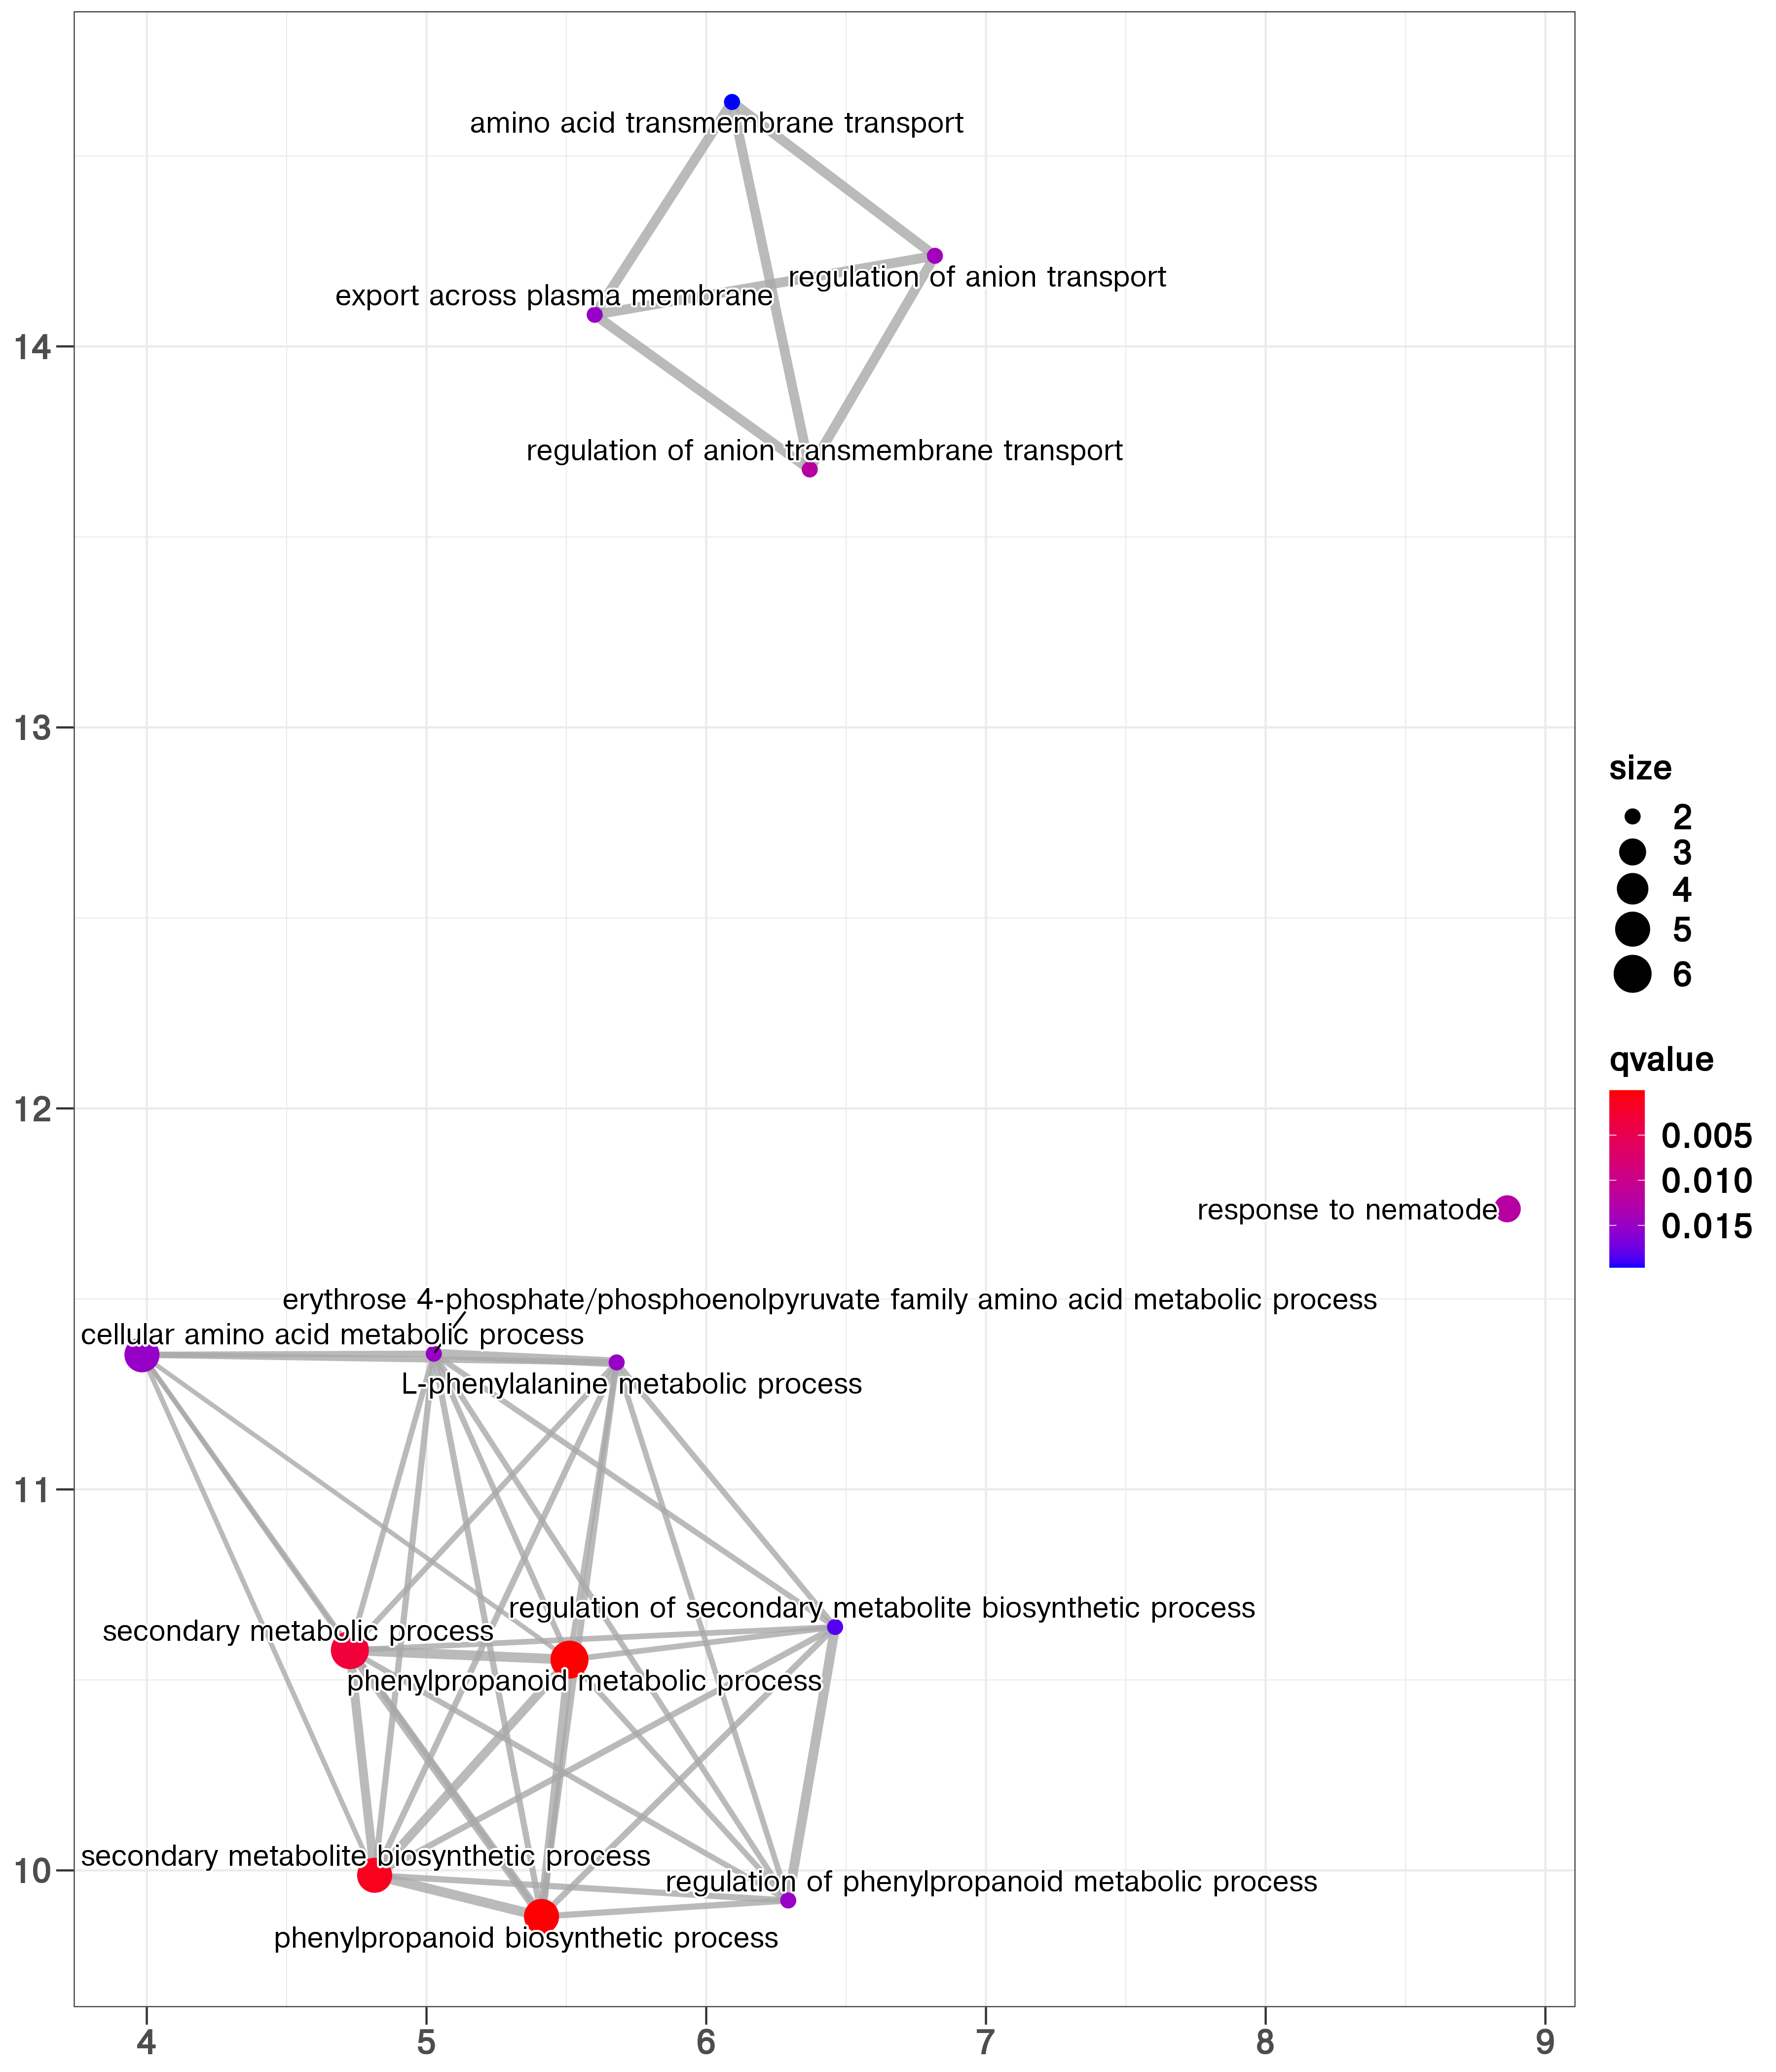 amino acid transmembrane transport
regulation of anion transport
export across plasma membrane
14
regulation of anion transmembrane transport
13
size
2
3
4
5
6
qvalue
0.005
0.010
0.015
12
response to nematode
erythrose 4-phosphate/phosphoenolpyruvate family amino acid metabolic process
cellular amino acid metabolic process
L-phenylalanine metabolic process
11
regulation of secondary metabolite biosynthetic process
secondary metabolic process
phenylpropanoid metabolic process
secondary metabolite biosynthetic process
10
regulation of phenylpropanoid metabolic process
phenylpropanoid biosynthetic process
4 5 6 7 8 9